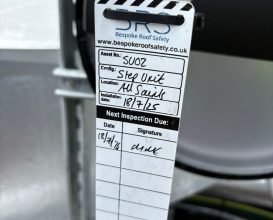 SRS
Bespoke Roof Safety
www.bespokeroofsafety.co.uk
Asset No: SU02
Config: Step Unit
Location: All Saints
Installation date: 18/7/25
Next Inspection Due:
Date Signature
18/7/26